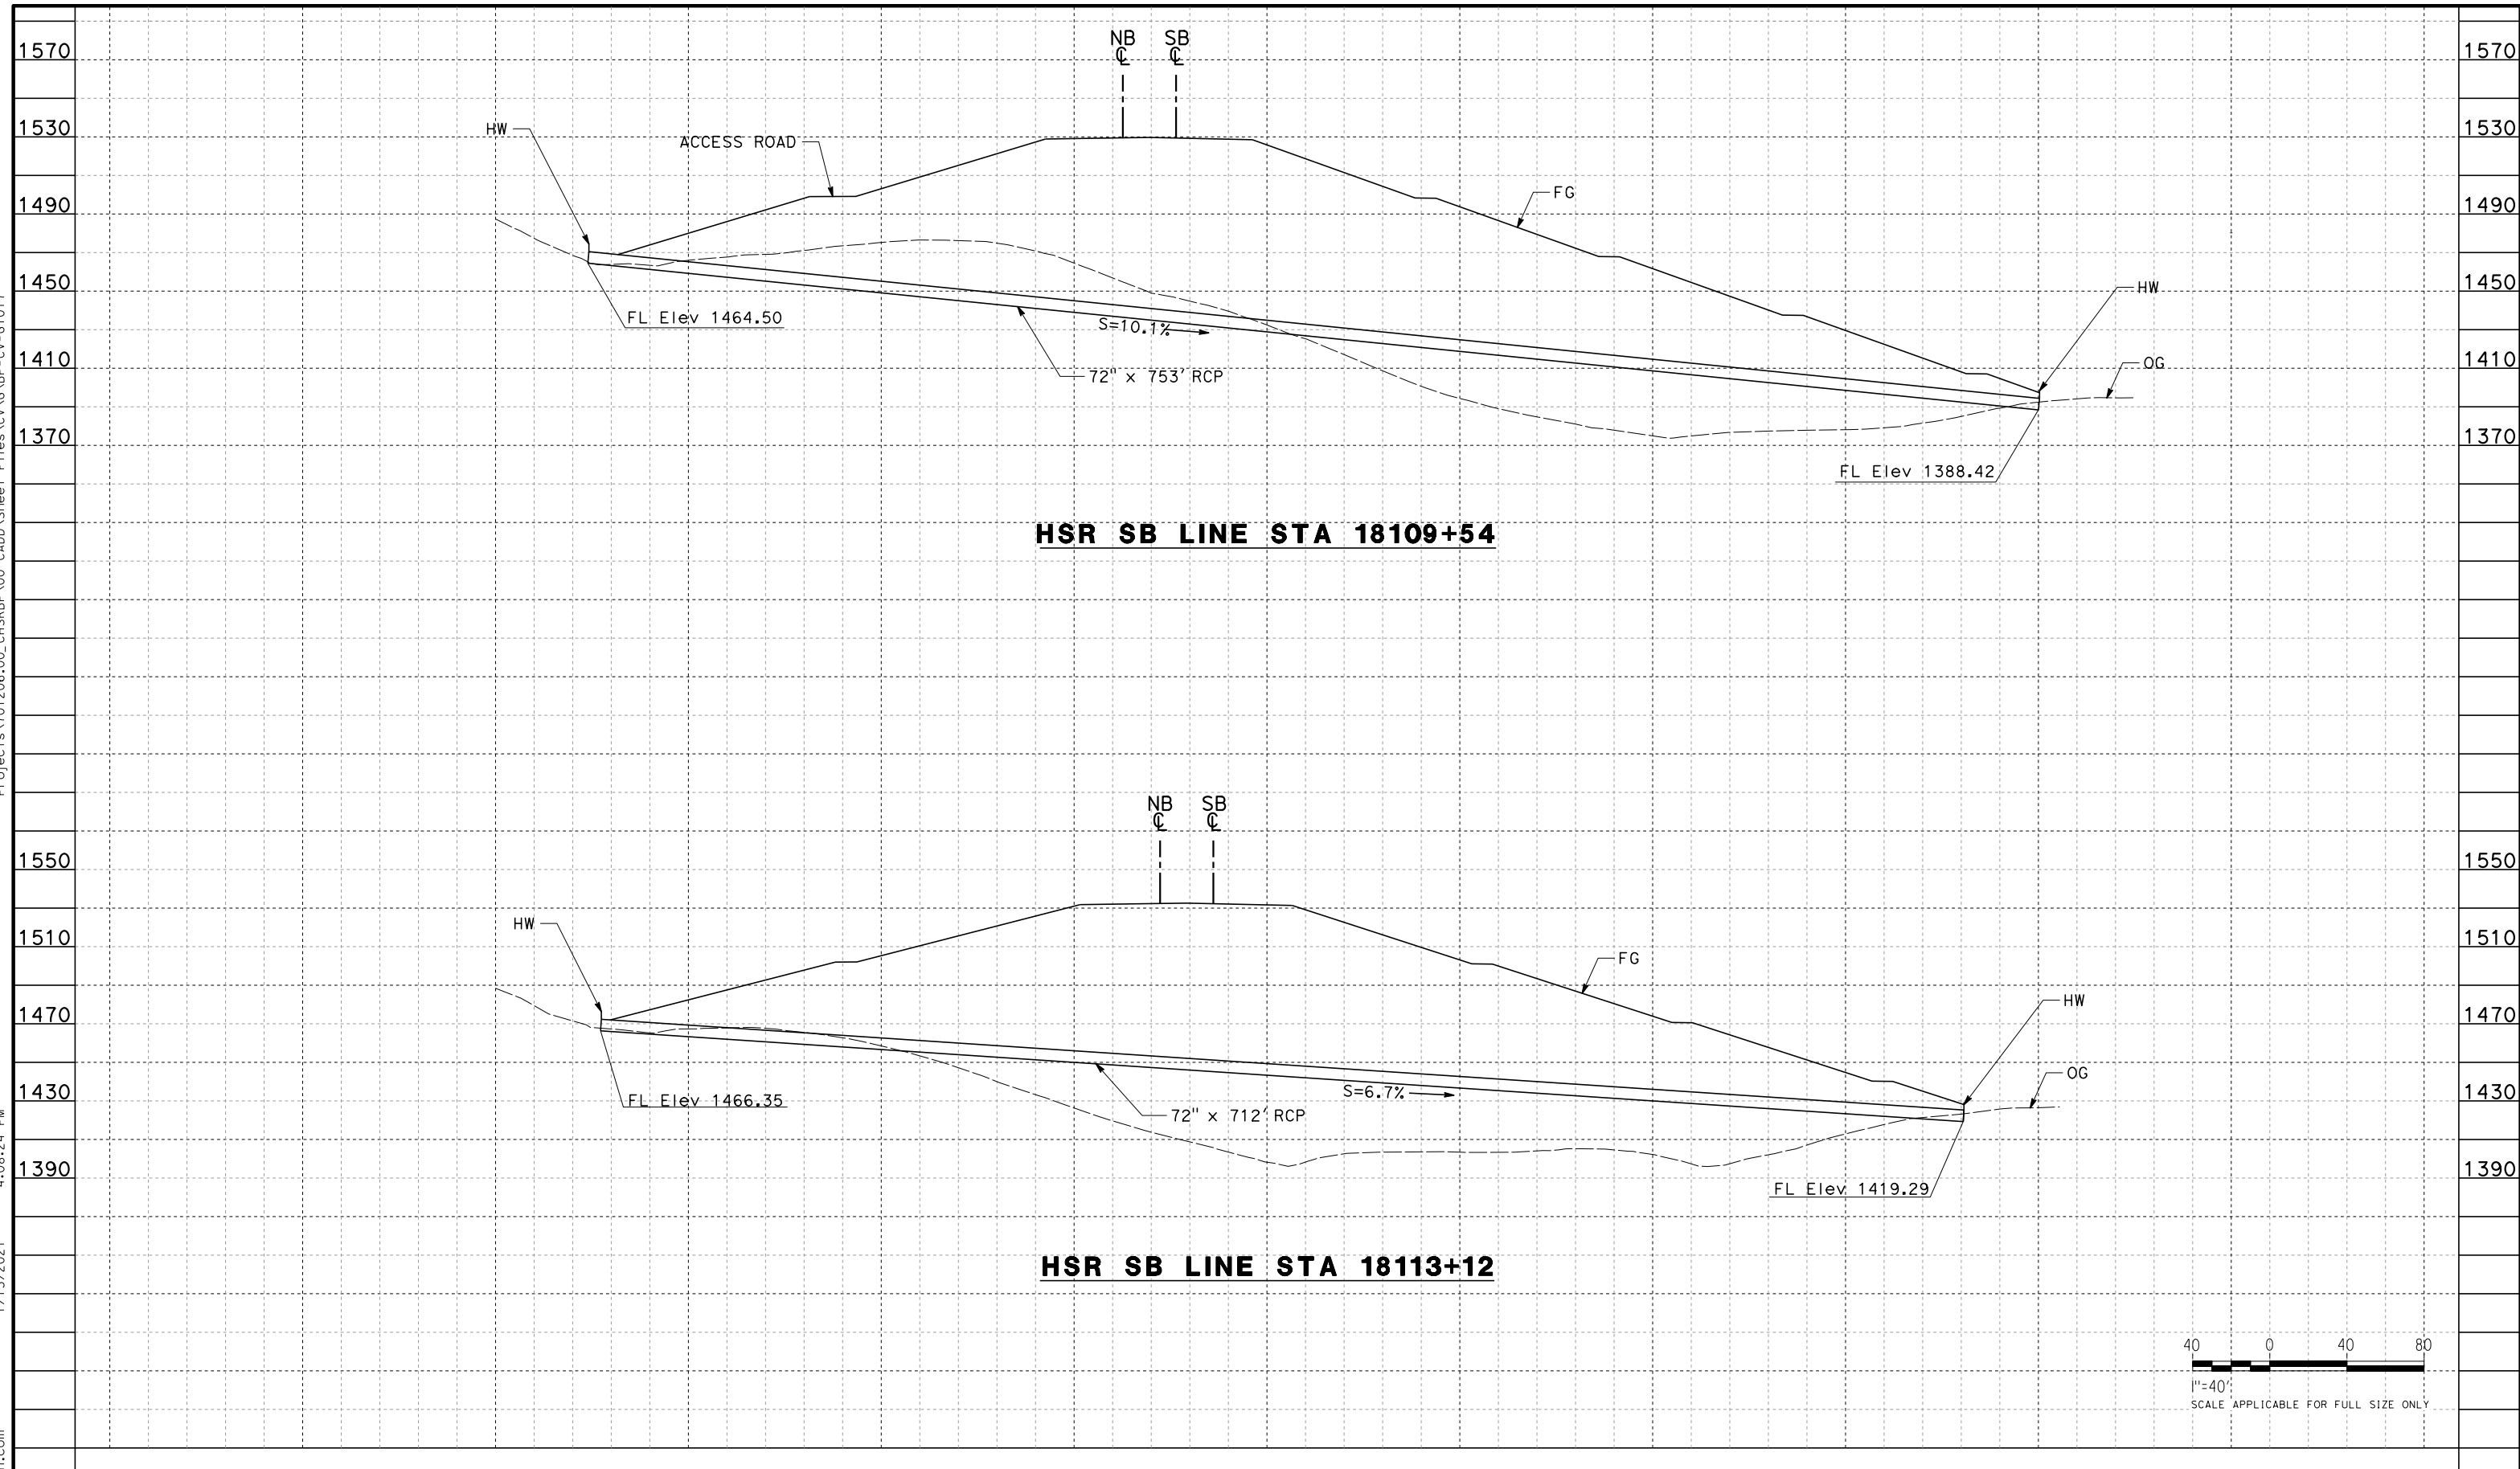 NB SB
℄ ℄
1570 1570
1530 1530
HW
ACCESS ROAD
1490 1490
FG
1450 1450
HW
FL Elev 1464.50
S=10.1%
1410 1410
OG
72" x 753' RCP
1370 1370
FL Elev 1388.42
HSR SB LINE STA 18109+54
NB SB
℄ ℄
1550 1550
HW
1510 1510
FG
1470 1470
HW
1430 1430
OG
FL Elev 1466.35
S=6.7%
72" x 712' RCP
1390 1390
FL Elev 1419.29
HSR SB LINE STA 18113+12
40 0 40 80
1"=40'
SCALE APPLICABLE FOR FULL SIZE ONLY